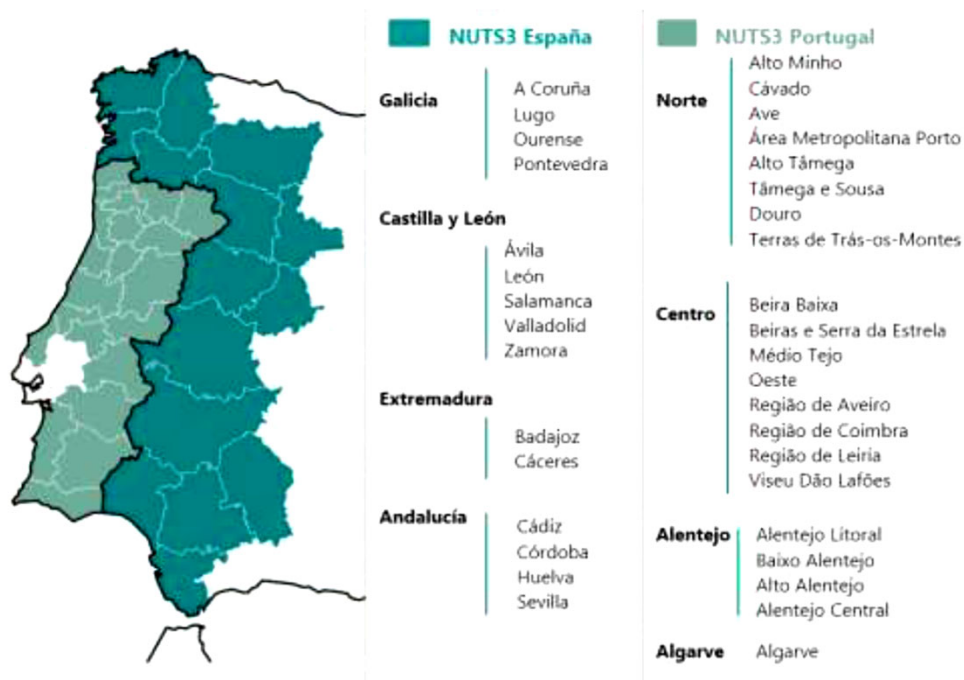 NUTS3 España
Galicia
A Coruña
Lugo
Ourense
Pontevedra
Castilla y León
Ávila
León
Salamanca
Valladolid
Zamora
Extremadura
Badajoz
Cáceres
Andalucía
Cádiz
Córdoba
Huelva
Sevilla
NUTS3 Portugal
Norte
Alto Minho
Cávado
Ave
Área Metropolitana Porto
Alto Tâmega
Tâmega e Sousa
Douro
Terras de Trás-os-Montes
Centro
Beira Baixa
Beiras e Serra da Estrela
Médio Tejo
Oeste
Região de Aveiro
Região de Coimbra
Região de Leiria
Viseu Dão Lafões
Alentejo
Alentejo Litoral
Baixo Alentejo
Alto Alentejo
Alentejo Central
Algarve
Algarve